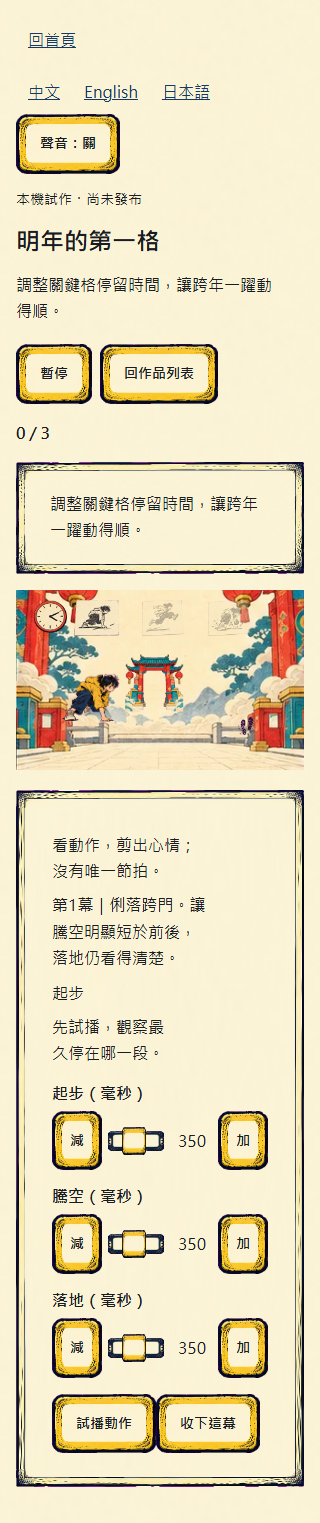 回首頁
中文 English 日本語
聲音：關
本機試作・尚未發布
明年的第一格
調整關鍵格停留時間，讓跨年一躍動
得順。
暫停 回作品列表
0 / 3
調整關鍵格停留時間，讓跨年
一躍動得順。
看動作，剪出心情；
沒有唯一節拍。
第1幕｜俐落跨門。讓
騰空明顯短於前後，
落地仍看得清楚。
起步
先試播，觀察最
久停在哪一段。
起步（毫秒）
減 350 加
騰空（毫秒）
減 350 加
落地（毫秒）
減 350 加
試播動作 收下這幕